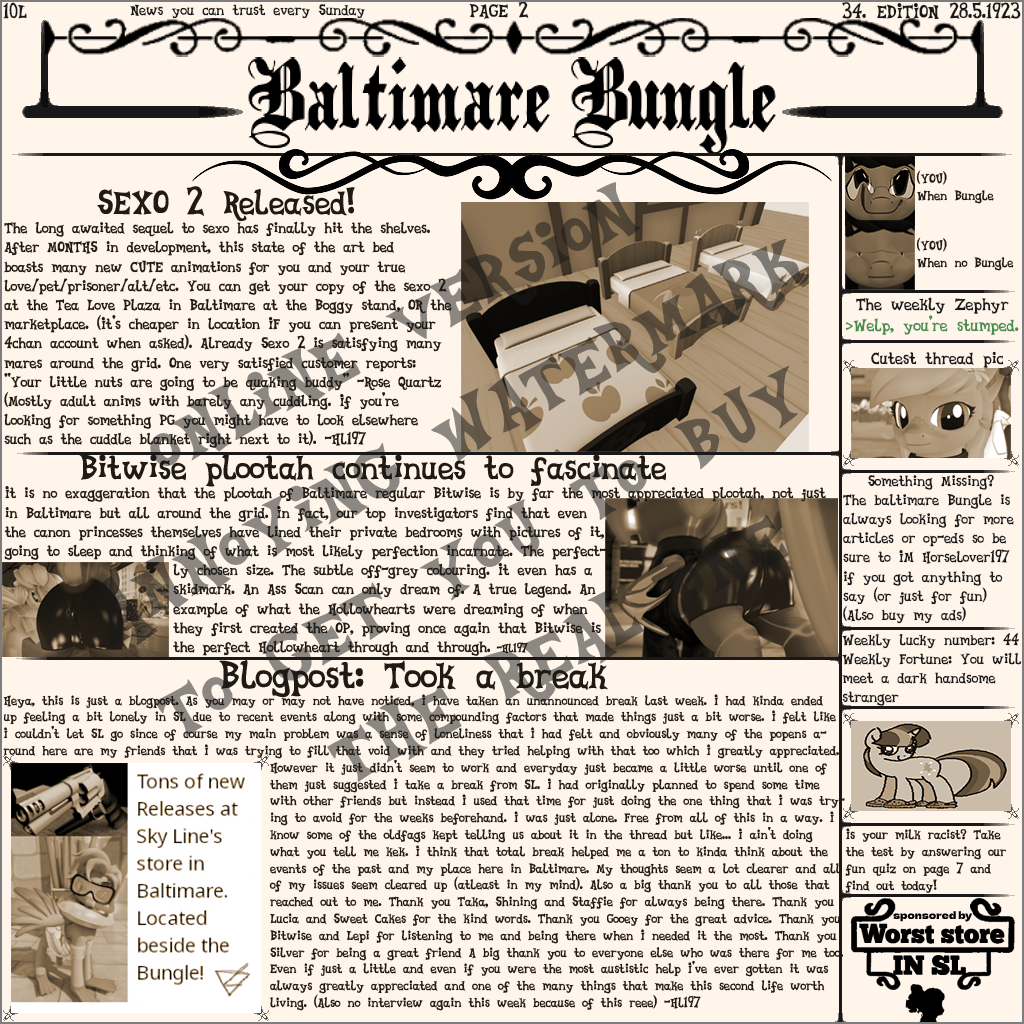 10L
News you can trust every Sunday
PAGE 2
34. EDITION 28.5.1923
Baltimare Bungle
SEXO 2 Released!
The long awaited sequel to sexo has finally hit the shelves.
After MONTHS in development, this state of the art bed
boasts many new CUTE animations for you and your true
love/pet/prisoner/alt/etc. You can get your copy of the sexo 2
at the Tea Love Plaza in Baltimare at the Boggy stand, OR the
marketplace. (it's cheaper in location if you can present your
4chan account when asked). Already Sexo 2 is satisfying many
mares around the grid. One very satisfied customer reports:
"Your little nuts are going to be quaking buddy" -Rose Quartz
(Mostly adult anims with barely any cuddling. if you're
looking for something PG you might have to look elsewhere
such as the cuddle blanket right next to it). -HL197
Bitwise plootah continues to fascinate
it is no exaggeration that the plootah of Baltimare regular Bitwise is by far the most appreciated plootah. not just
in Baltimare but all around the grid. in fact, our top investigators find that even
the canon princesses themselves have lined their private bedrooms with pictures of it,
going to sleep and thinking of what is most likely perfection incarnate. The perfect-
ly chosen size. The subtle off-grey colouring. it even has a
skidmark. An Ass Scan can only dream of. A true legend. An
example of what the Hollowhearts were dreaming of when
they first created the OP, proving once again that Bitwise is
the perfect Hollowheart through and through. -HL197
Blogpost: Took a break
Heya, this is just a blogpost. As you may or may not have noticed, i have taken an unannounced break last week. i had kinda ended
up feeling a bit lonely in SL due to recent events along with some compounding factors that made things just a bit worse. i felt like
i couldn't let SL go since of course my main problem was a sense of loneliness that i had felt and obviously many of the popens a-
round here are my friends that i was trying to fill that void with and they tried helping with that too which i greatly appreciated.
However it just didn't seem to work and everyday just became a little worse until one of
them just suggested i take a break from SL. i had originally planned to spend some time
with other friends but instead i used that time for just doing the one thing that i was try-
ing to avoid for the weeks beforehand. i was just alone. Free from all of this in a way. i
know some of the oldfags kept telling us about it in the thread but like... i ain't doing
what you tell me kek. i think that total break helped me a ton to kinda think about the
events of the past and my place here in Baltimare. My thoughts seem a lot clearer and all
of my issues seem cleared up (atleast in my mind). Also a big thank you to all those that
reached out to me. Thank you Taka, Shining and Staffie for always being there. Thank you
Lucia and Sweet Cakes for the kind words. Thank you Gooey for the great advice. Thank you
Bitwise and Lepi for listening to me and being there when i needed it the most. Thank you
Silver for being a great friend A big thank you to everyone else who was there for me too.
Even if just a little and even if you were the most austistic help i've ever gotten it was
always greatly appreciated and one of the many things that make this second life worth
living. (Also no interview again this week because of this reee) -HL197
Tons of new
Releases at
Sky Line's
store in
Baltimare.
Located
beside the
Bungle!
(YOU)
When Bungle
(YOU)
When no Bungle
The weekly Zephyr
>Welp, you're stumped.
Cutest thread pic
Something Missing?
The baltimare Bungle is
always looking for more
articles or op-eds so be
sure to iM Horselover197
if you got anything to
say (or just for fun)
(Also buy my ads)
Weekly lucky number: 44
Weekly Fortune: You will
meet a dark handsome
stranger
is your milk racist? Take
the test by answering our
fun quiz on page 7 and
find out today!
sponsored by
Worst store
IN SL
ONLiNE VERSiON
ANNOYiNG WATERMARK
TO GET YOU TO BUY
THE REAL